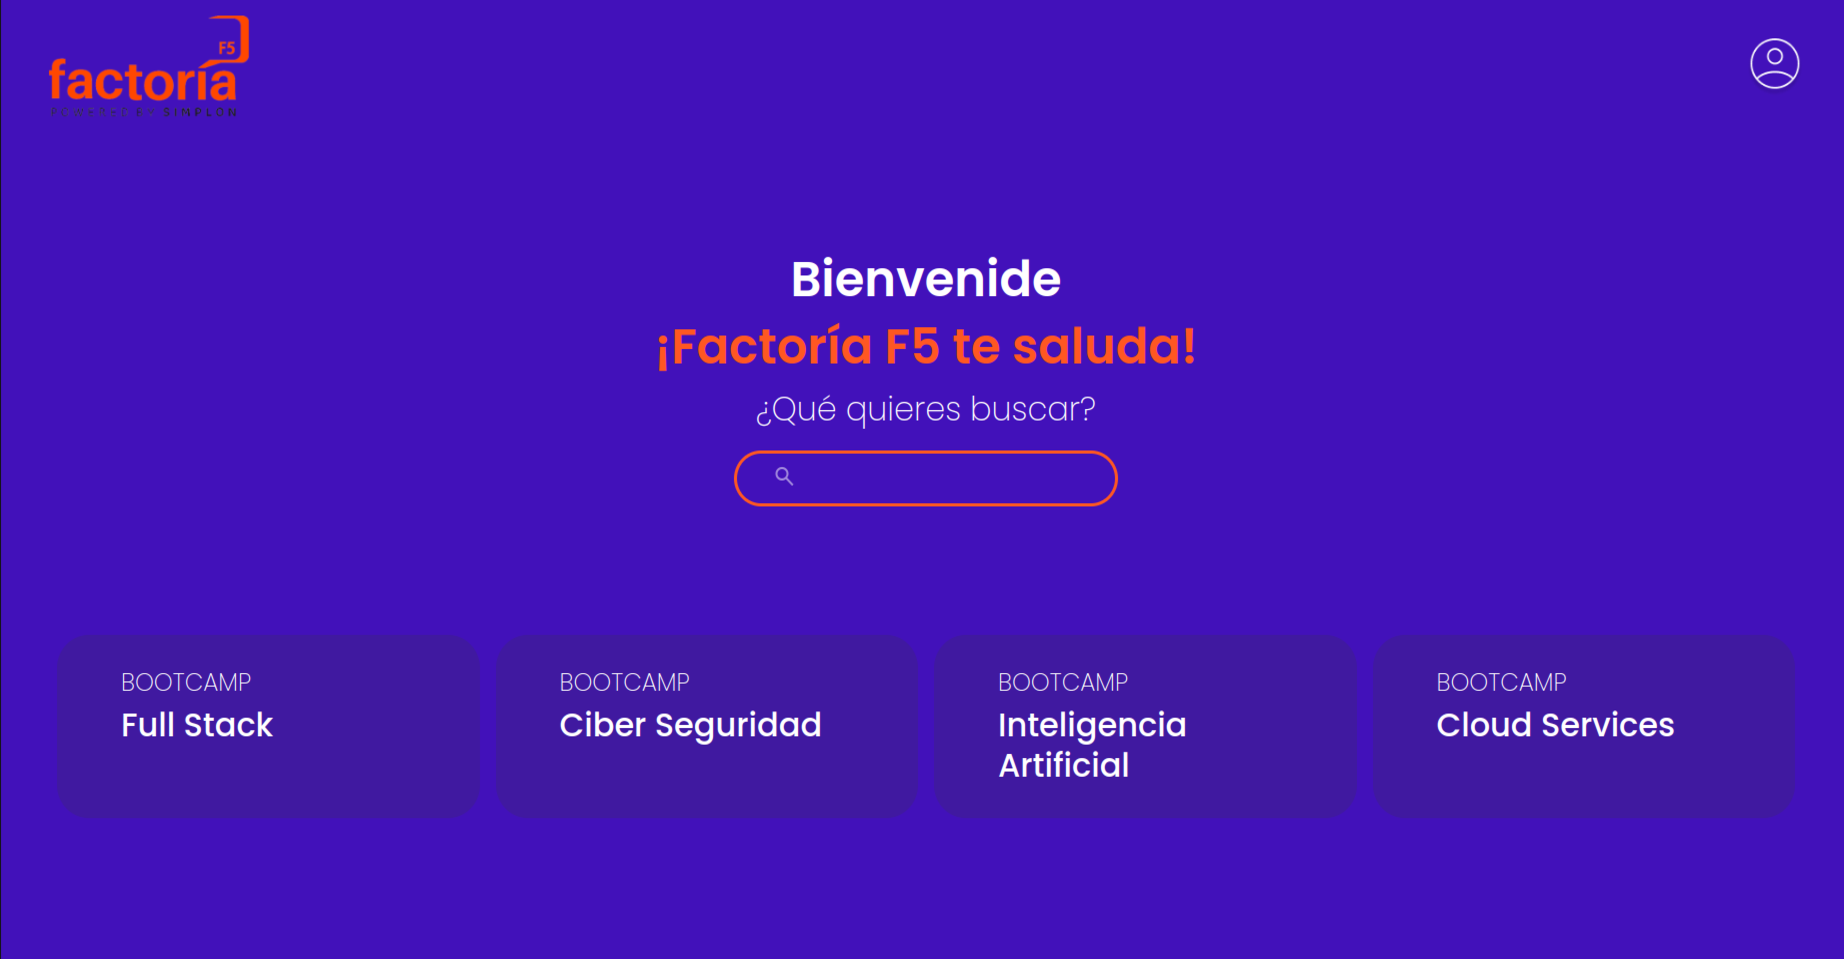 F5
factoría
POWERED BY SIMPLON
Bienvenide
¡Factoría F5 te saluda!
¿Qué quieres buscar?
BOOTCAMP
Full Stack
BOOTCAMP
Ciber Seguridad
BOOTCAMP
Inteligencia
Artificial
BOOTCAMP
Cloud Services